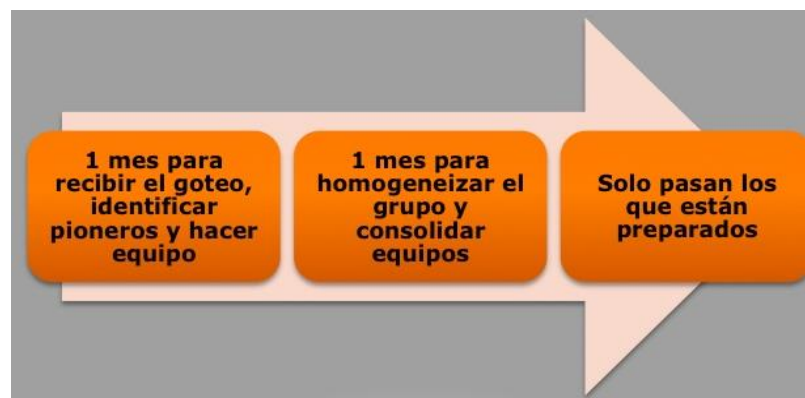 1 mes para
recibir el goteo,
identificar
pioneros y hacer
equipo
1 mes para
homogeneizar el
grupo y
consolidar
equipos
Solo pasan los
que están
preparados